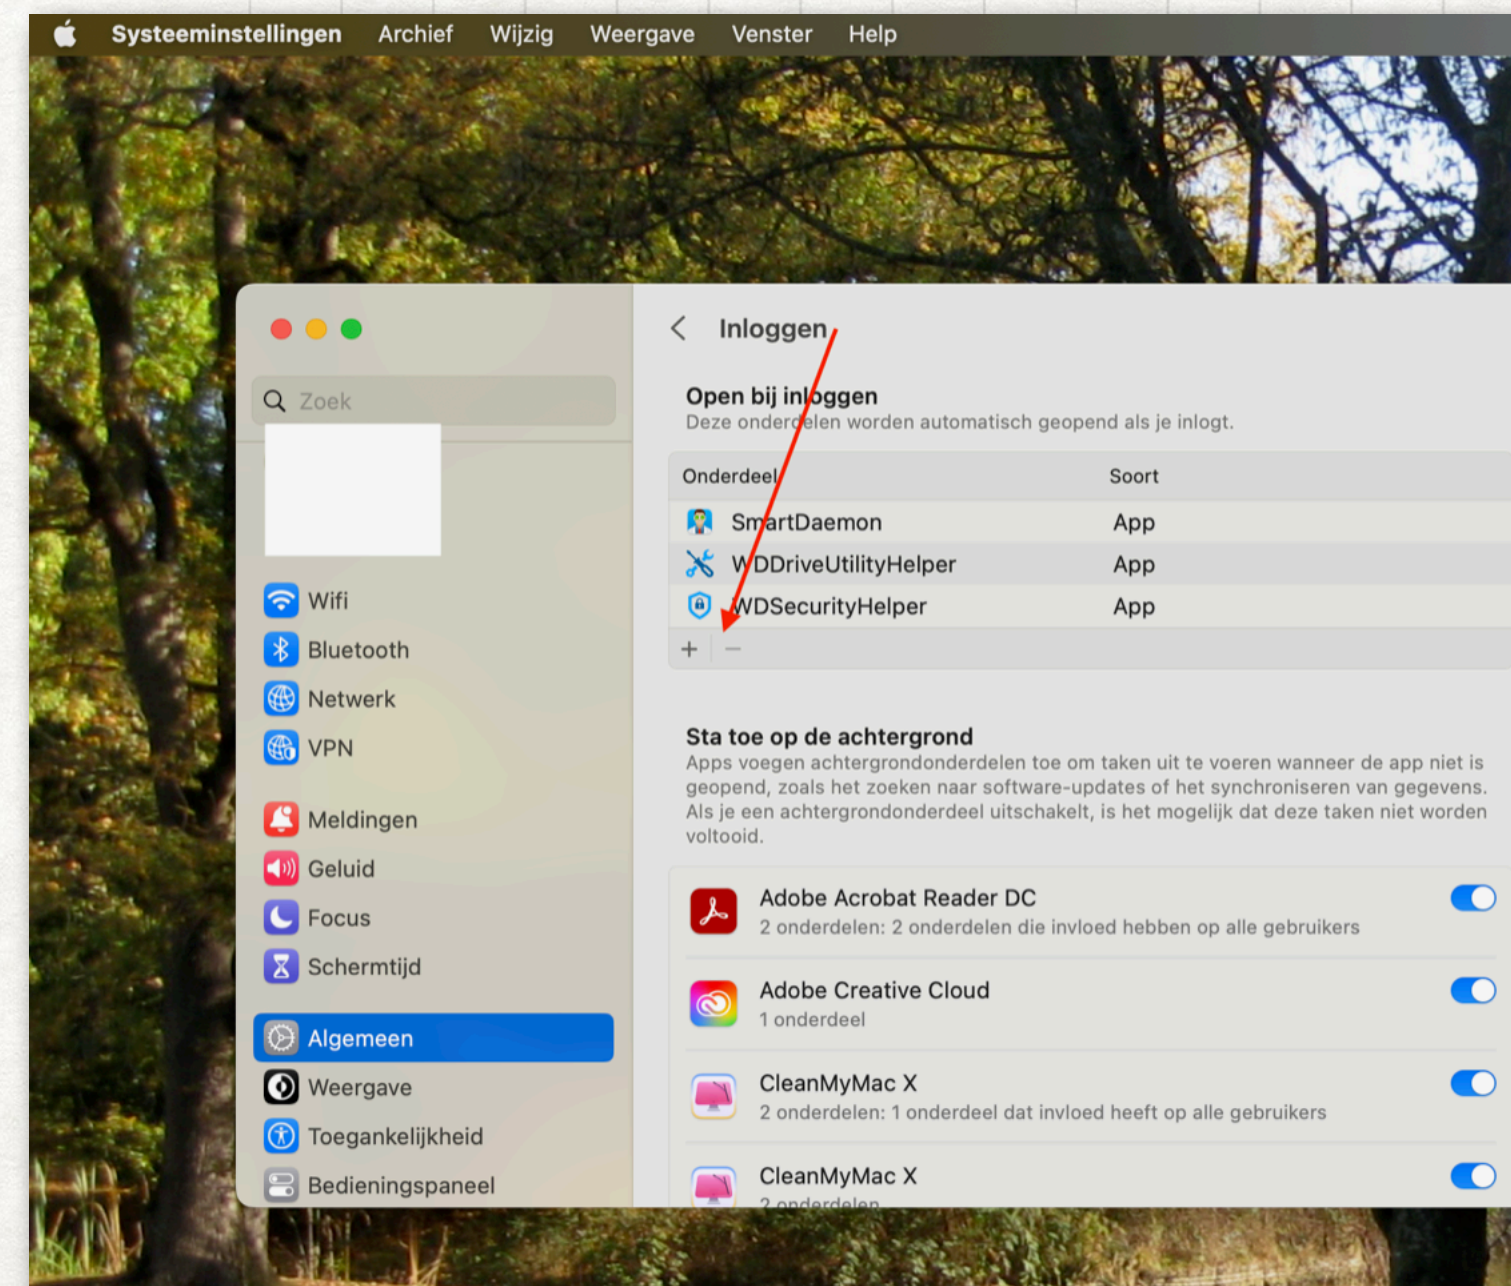 Systeeminstellingen Archief Wijzig Weergave Venster Help
Inloggen
Zoek
Open bij inloggen
Deze onderdelen worden automatisch geopend als je inlogt.
Onderdeel Soort
SmartDaemon App
WDDriveUtilityHelper App
WDSecurityHelper App
+ −
Wifi
Bluetooth
Netwerk
VPN
Meldingen
Geluid
Focus
Schermtijd
Algemeen
Weergave
Toegankelijkheid
Bedieningspaneel
Sta toe op de achtergrond
Apps voegen achtergrondonderdelen toe om taken uit te voeren wanneer de app niet is
geopend, zoals het zoeken naar software-updates of het synchroniseren van gegevens.
Als je een achtergrondonderdeel uitschakelt, is het mogelijk dat deze taken niet worden
voltooid.
Adobe Acrobat Reader DC
2 onderdelen: 2 onderdelen die invloed hebben op alle gebruikers
Adobe Creative Cloud
1 onderdeel
CleanMyMac X
2 onderdelen: 1 onderdeel dat invloed heeft op alle gebruikers
CleanMyMac X
2 onderdelen